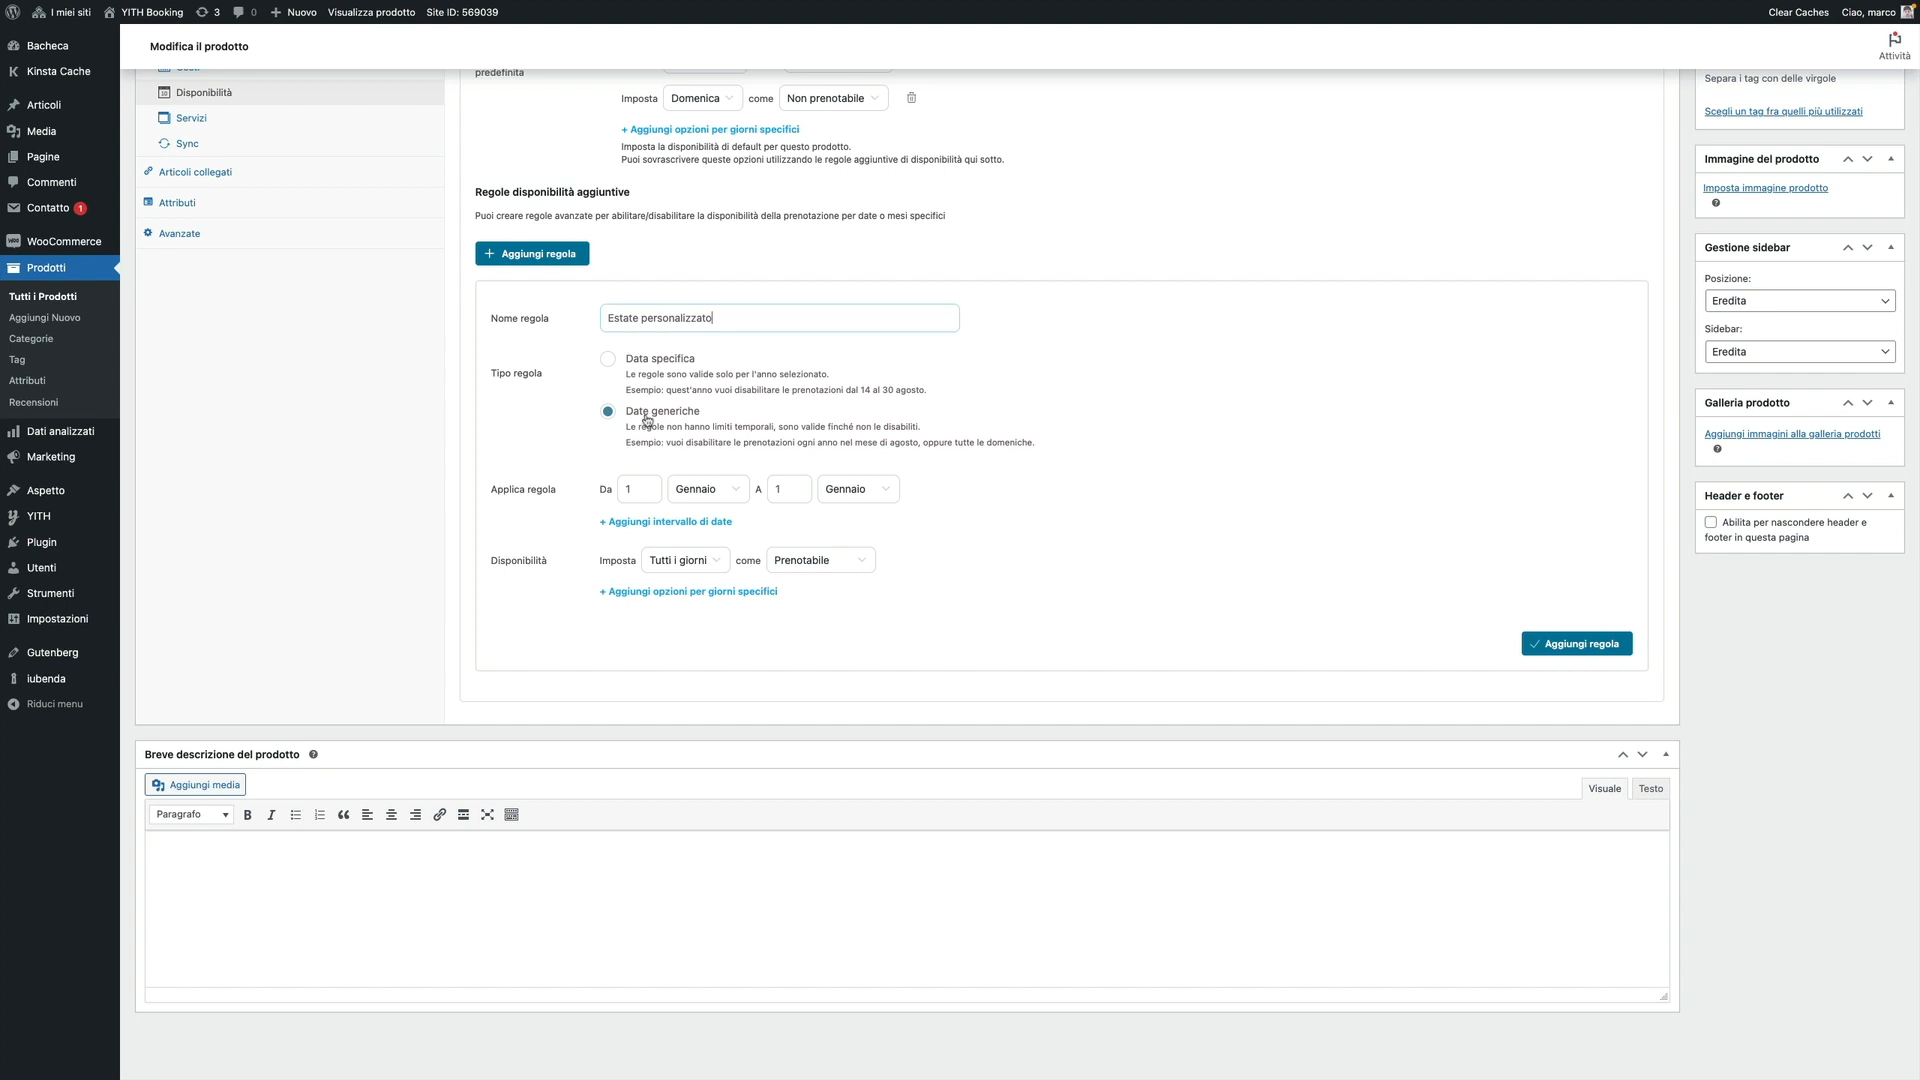 I miei siti
YITH Booking
3
0
Nuovo
Visualizza prodotto
Site ID: 569039
Clear Caches
Ciao, marco
Bacheca
Kinsta Cache
Articoli
Media
Pagine
Commenti
Contatto 1
WooCommerce
Prodotti
Tutti i Prodotti
Aggiungi Nuovo
Categorie
Tag
Attributi
Recensioni
Dati analizzati
Marketing
Aspetto
YITH
Plugin
Utenti
Strumenti
Impostazioni
Gutenberg
iubenda
Riduci menu
Modifica il prodotto
Attività
Disponibilità
Servizi
Sync
Articoli collegati
Attributi
Avanzate
predefinita
Imposta Domenica come Non prenotabile
+ Aggiungi opzioni per giorni specifici
Imposta la disponibilità di default per questo prodotto.
Puoi sovrascrivere queste opzioni utilizzando le regole aggiuntive di disponibilità qui sotto.
Regole disponibilità aggiuntive
Puoi creare regole avanzate per abilitare/disabilitare la disponibilità della prenotazione per date o mesi specifici
Aggiungi regola
Nome regola
Estate personalizzato
Tipo regola
Data specifica
Le regole sono valide solo per l'anno selezionato.
Esempio: quest'anno vuoi disabilitare le prenotazioni dal 14 al 30 agosto.
Date generiche
Le regole non hanno limiti temporali, sono valide finché non le disabiliti.
Esempio: vuoi disabilitare le prenotazioni ogni anno nel mese di agosto, oppure tutte le domeniche.
Applica regola
Da 1 Gennaio A 1 Gennaio
+ Aggiungi intervallo di date
Disponibilità
Imposta Tutti i giorni come Prenotabile
+ Aggiungi opzioni per giorni specifici
Aggiungi regola
Breve descrizione del prodotto
Aggiungi media
Visuale
Testo
Paragrafo
Separa i tag con delle virgole
Scegli un tag fra quelli più utilizzati
Immagine del prodotto
Imposta immagine prodotto
Gestione sidebar
Posizione:
Eredita
Sidebar:
Eredita
Galleria prodotto
Aggiungi immagini alla galleria prodotti
Header e footer
Abilita per nascondere header e
footer in questa pagina